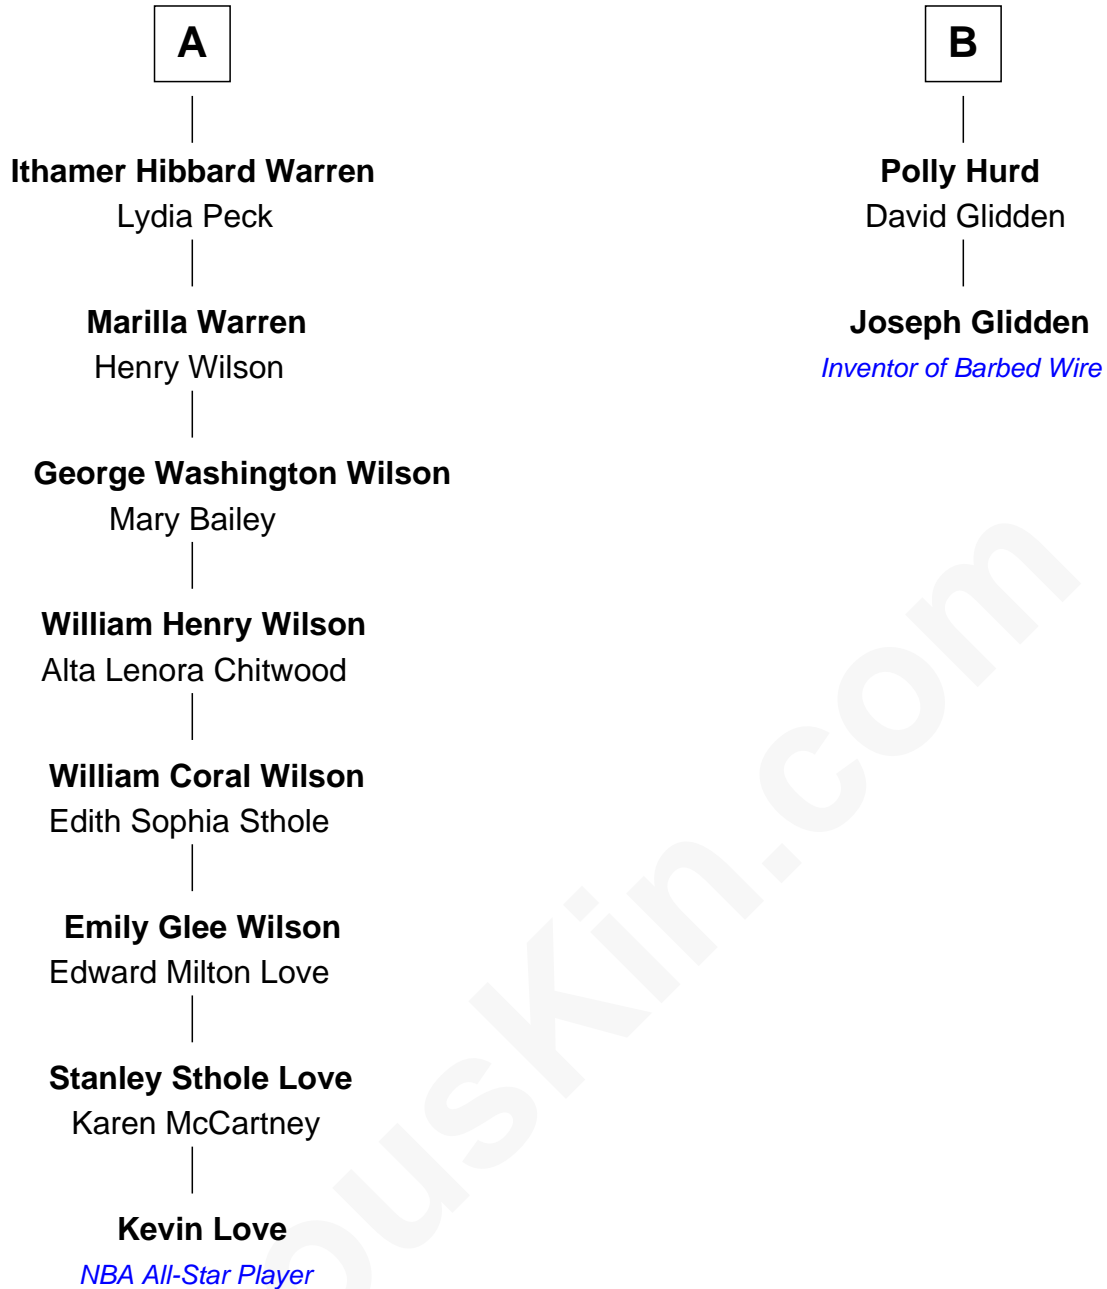 A
Ithamer Hibbard Warren
Lydia Peck
Marilla Warren
Henry Wilson
George Washington Wilson
Mary Bailey
William Henry Wilson
Alta Lenora Chitwood
William Coral Wilson
Edith Sophia Sthole
Emily Glee Wilson
Edward Milton Love
Stanley Sthole Love
Karen McCartney
Kevin Love
NBA All-Star Player
B
Polly Hurd
David Glidden
Joseph Glidden
Inventor of Barbed Wire
ousKin.com